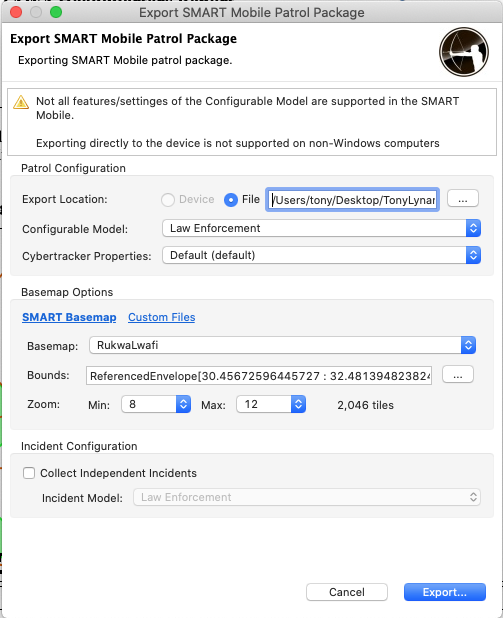 Export SMART Mobile Patrol Package
Export SMART Mobile Patrol Package
Exporting SMART Mobile patrol package.
Not all features/settinges of the Configurable Model are supported in the SMART
Mobile.
Exporting directly to the device is not supported on non-Windows computers
Patrol Configuration
Export Location: Device File /Users/tony/Desktop/TonyLynar ...
Configurable Model: Law Enforcement
Cybertracker Properties: Default (default)
Basemap Options
SMART Basemap Custom Files
Basemap: RukwaLwafi
Bounds: ReferencedEnvelope[30.45672596445727 : 32.481394823824 ...
Zoom: Min: 8 Max: 12 2,046 tiles
Incident Configuration
Collect Independent Incidents
Incident Model: Law Enforcement
Cancel Export...